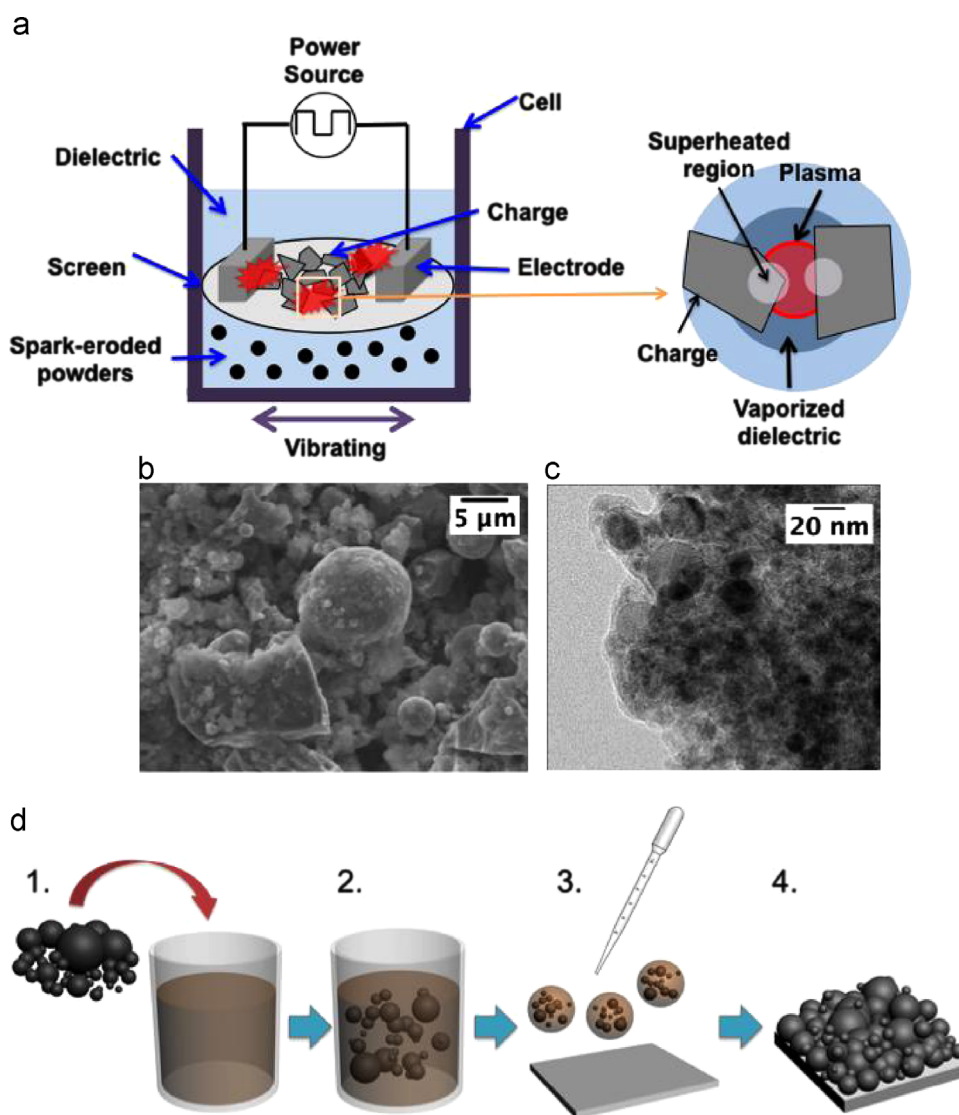 a
Power
Source
Cell
Dielectric
Charge
Screen
Electrode
Spark-eroded
powders
Vibrating
Superheated
region
Plasma
Charge
Vaporized
dielectric
b
5 µm
c
20 nm
d
1.
2.
3.
4.